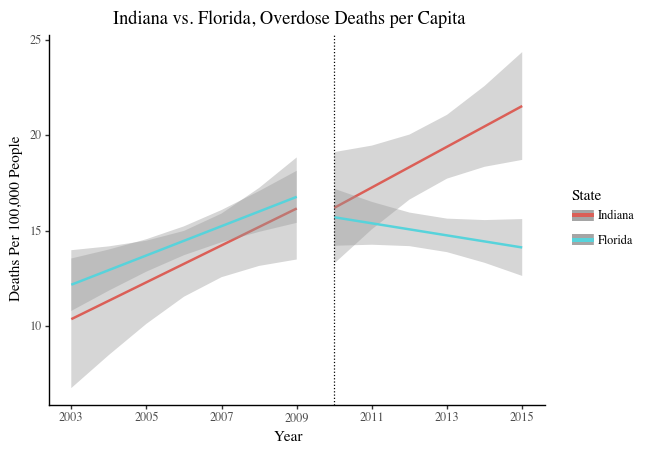 Indiana vs. Florida, Overdose Deaths per Capita
25
20
15
10
Deaths Per 100,000 People
2003 2005 2007 2009 2011 2013 2015
Year
State
Indiana
Florida